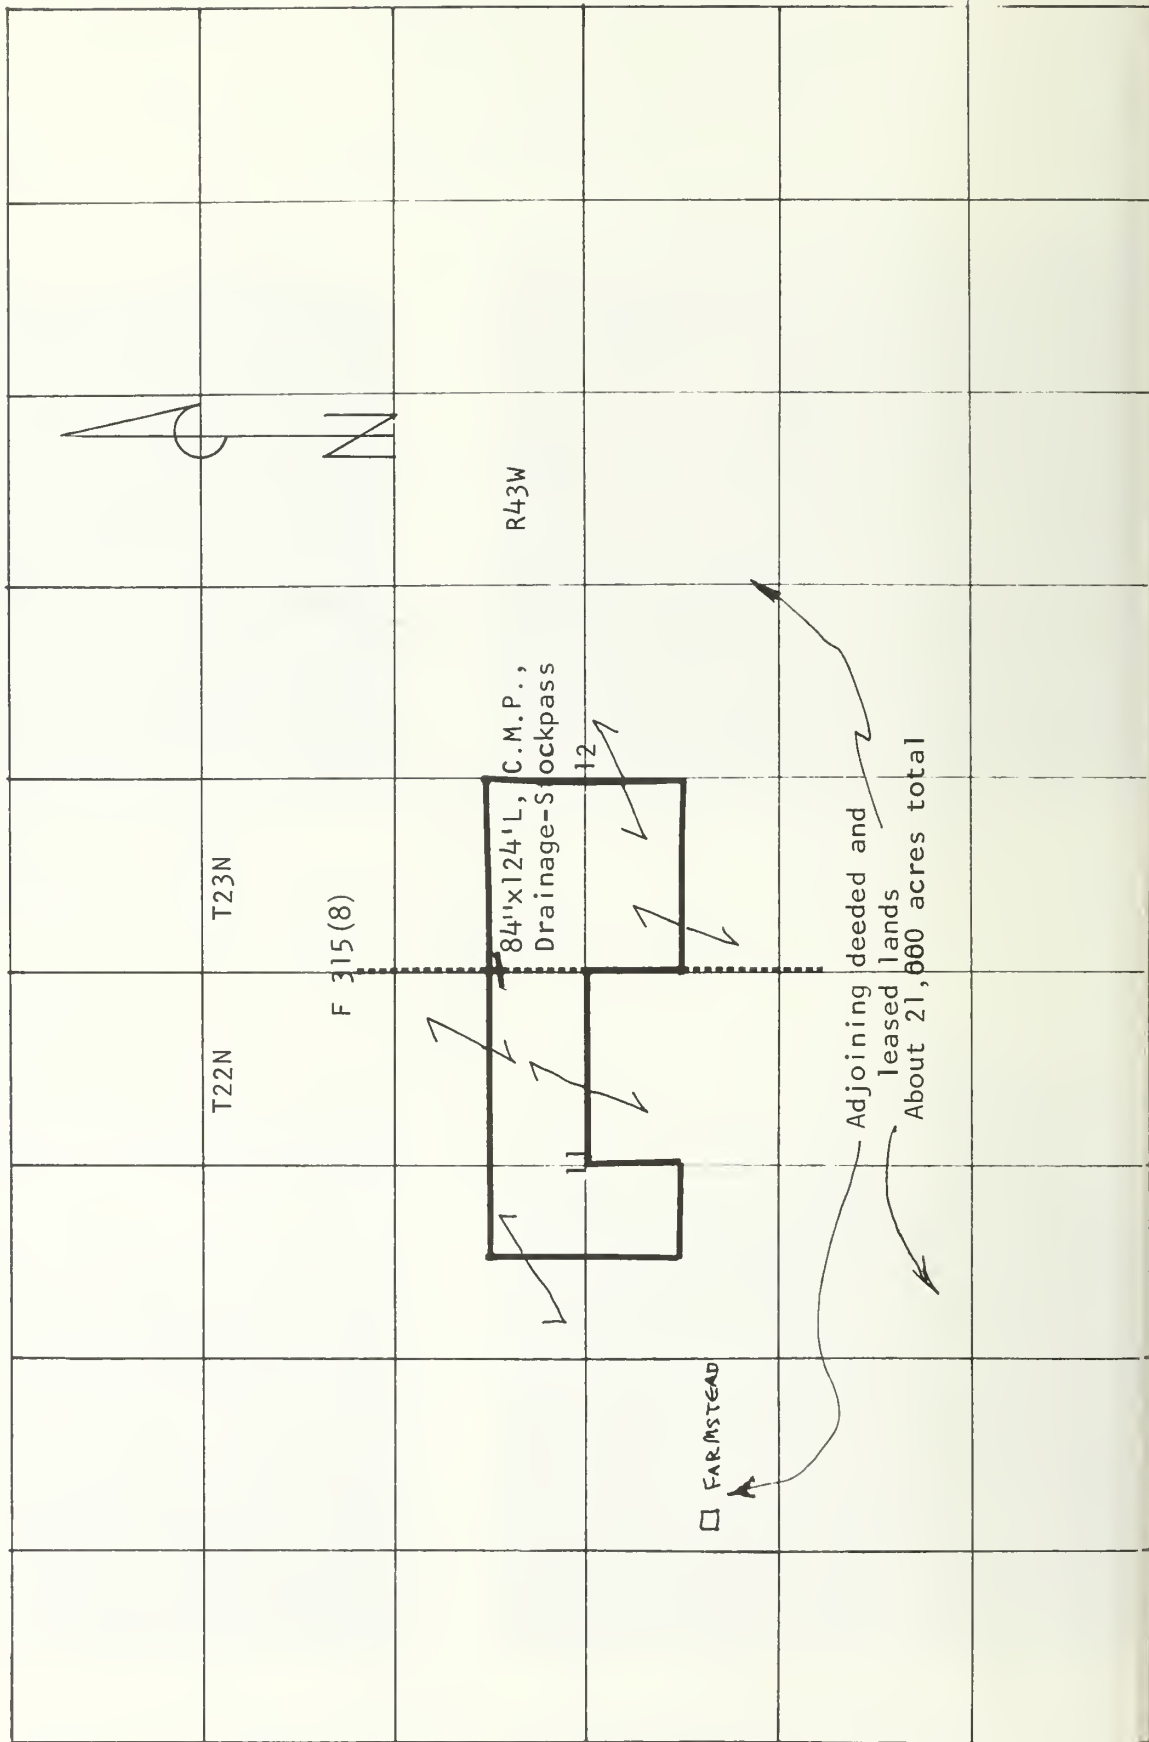 T22N
T23N
F 315(8)
N
R43W
84"x124'L, C.M.P.,
Drainage-Stockpass
11
12
FARMSTEAD
Adjoining deeded and
leased lands
About 21,000 acres total